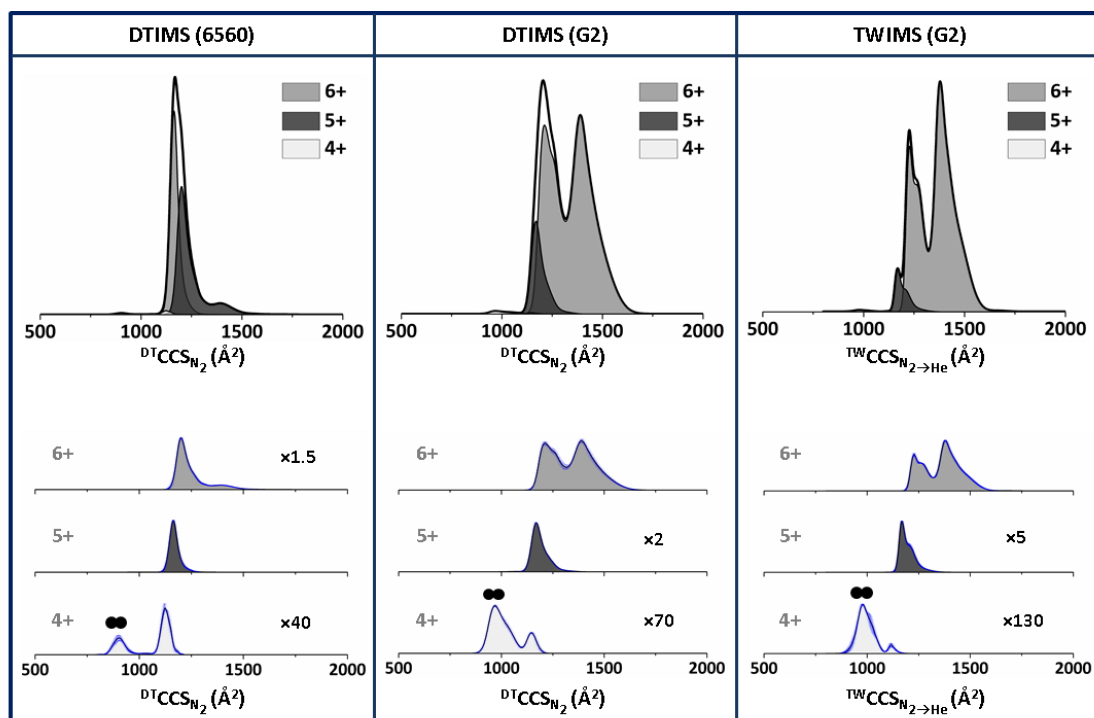 DTIMS (6560)
6+
5+
4+
500 1000 1500 2000
DTCCSN2 (Å2)
6+ ×1.5
5+
4+ ×40
500 1000 1500 2000
DTCCSN2 (Å2)
DTIMS (G2)
6+
5+
4+
500 1000 1500 2000
DTCCSN2 (Å2)
6+
5+ ×2
4+ ×70
500 1000 1500 2000
DTCCSN2 (Å2)
TWIMS (G2)
6+
5+
4+
500 1000 1500 2000
TWCCSN2→He (Å2)
6+
5+ ×5
4+ ×130
500 1000 1500 2000
TWCCSN2→He (Å2)